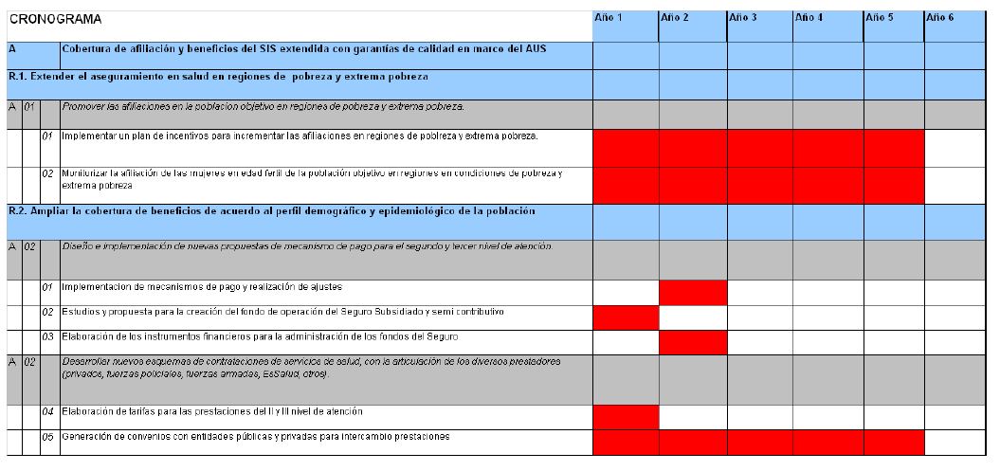 CRONOGRAMA Año 1 Año 2 Año 3 Año 4 Año 5 Año 6
A Cobertura de afiliación y beneficios del SIS extendida con garantías de calidad en marco del AUS
R.1. Extender el aseguramiento en salud en regiones de pobreza y extrema pobreza
A 01 Promover las afiliaciones en la poblacion objetivo en regiones de pobreza y extrema pobreza.
01 Implementar un plan de incentivos para incrementar las afiliaciones en regiones de poblreza y extrema pobreza.
02 Monitorizar la afiliación de las mujeres en edad fertil de la población objetivo en regiones en condiciones de pobreza y
extrema pobreza
R.2. Ampliar la cobertura de beneficios de acuerdo al perfil demográfico y epidemiológico de la población
A 02 Diseño e implementación de nuevas propuestas de mecanismo de pago para el segundo y tercer nivel de atención.
01 Implementacion de mecanismos de pago y realización de ajustes
02 Estudios y propuesta para la creación del fondo de operación del Seguro Subsidiado y semi contributivo
03 Elaboración de los instrumentos financieros para la administración de los fondos del Seguro
A 02 Desarrollar nuevos esquemas de contrataciones de servicios de salud, con la articulación de los diversos prestadores
(privados, fuerzas policiales, fuerzas armadas, EsSalud, otros).
04 Elaboración de tarifas para las prestaciones del II y III nivel de atención
05 Generación de convenios con entidades públicas y privadas para intercambio prestaciones